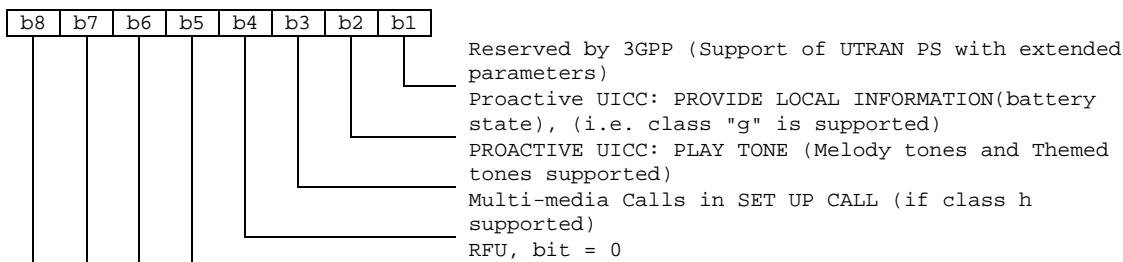 b8 b7 b6 b5 b4 b3 b2 b1
Reserved by 3GPP (Support of UTRAN PS with extended
parameters)
Proactive UICC: PROVIDE LOCAL INFORMATION(battery
state), (i.e. class "g" is supported)
PROACTIVE UICC: PLAY TONE (Melody tones and Themed
tones supported)
Multi-media Calls in SET UP CALL (if class h
supported)
RFU, bit = 0